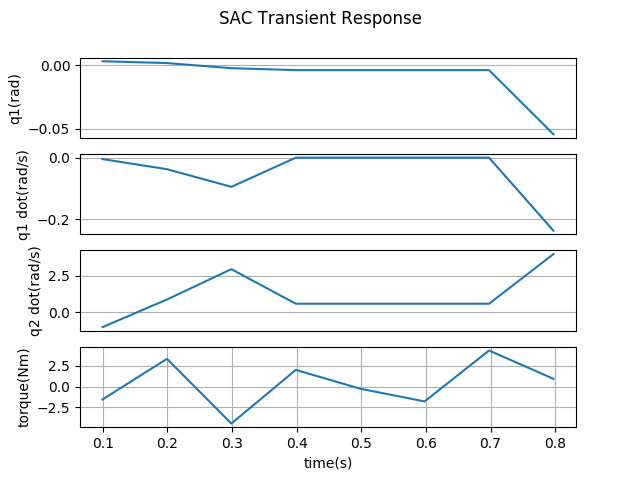 SAC Transient Response
q1(rad)
0.00
−0.05
q1 dot(rad/s)
0.0
−0.2
q2 dot(rad/s)
2.5
0.0
torque(Nm)
2.5
0.0
−2.5
0.1 0.2 0.3 0.4 0.5 0.6 0.7 0.8
time(s)